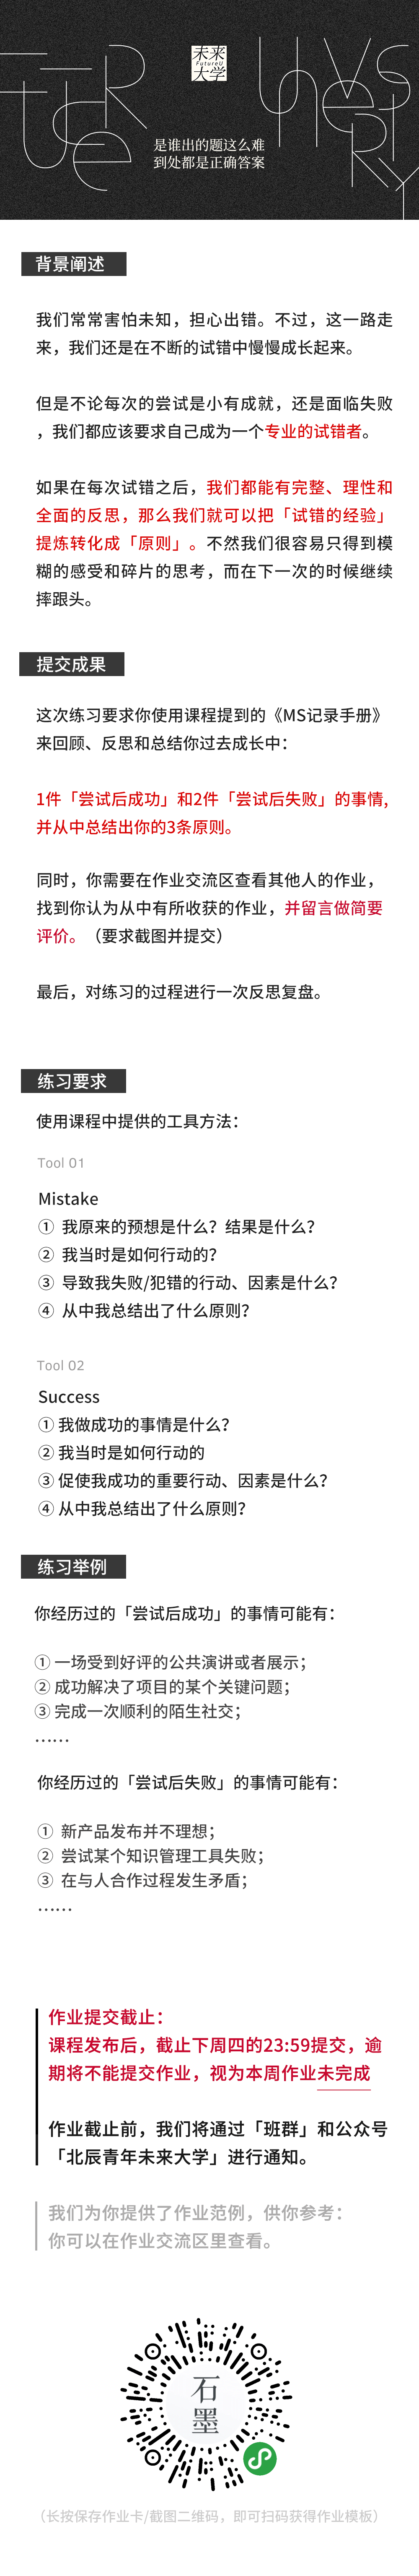 未来
FutureU
大学
是谁出的题这么难
到处都是正确答案
背景阐述
我们常常害怕未知，担心出错。不过，这一路走
来，我们还是在不断的试错中慢慢成长起来。
但是不论每次的尝试是小有成就，还是面临失败
，我们都应该要求自己成为一个专业的试错者。
如果在每次试错之后，我们都能有完整、理性和
全面的反思，那么我们就可以把「试错的经验」
提炼转化成「原则」。不然我们很容易只得到模
糊的感受和碎片的思考，而在下一次的时候继续
摔跟头。
提交成果
这次练习要求你使用课程提到的《MS记录手册》
来回顾、反思和总结你过去成长中：
1件「尝试后成功」和2件「尝试后失败」的事情,
并从中总结出你的3条原则。
同时，你需要在作业交流区查看其他人的作业，
找到你认为从中有所收获的作业，并留言做简要
评价。（要求截图并提交）
最后，对练习的过程进行一次反思复盘。
练习要求
使用课程中提供的工具方法：
Tool 01
Mistake
① 我原来的预想是什么？结果是什么？
② 我当时是如何行动的？
③ 导致我失败/犯错的行动、因素是什么？
④ 从中我总结出了什么原则？
Tool 02
Success
① 我做成功的事情是什么？
② 我当时是如何行动的
③ 促使我成功的重要行动、因素是什么？
④ 从中我总结出了什么原则？
练习举例
你经历过的「尝试后成功」的事情可能有：
① 一场受到好评的公共演讲或者展示；
② 成功解决了项目的某个关键问题；
③ 完成一次顺利的陌生社交；
……
你经历过的「尝试后失败」的事情可能有：
① 新产品发布并不理想；
② 尝试某个知识管理工具失败；
③ 在与人合作过程发生矛盾；
……
作业提交截止：
课程发布后，截止下周四的23:59提交，逾
期将不能提交作业，视为本周作业未完成
作业截止前，我们将通过「班群」和公众号
「北辰青年未来大学」进行通知。
我们为你提供了作业范例，供你参考：
你可以在作业交流区里查看。
石
墨
（长按保存作业卡/截图二维码，即可扫码获得作业模板）